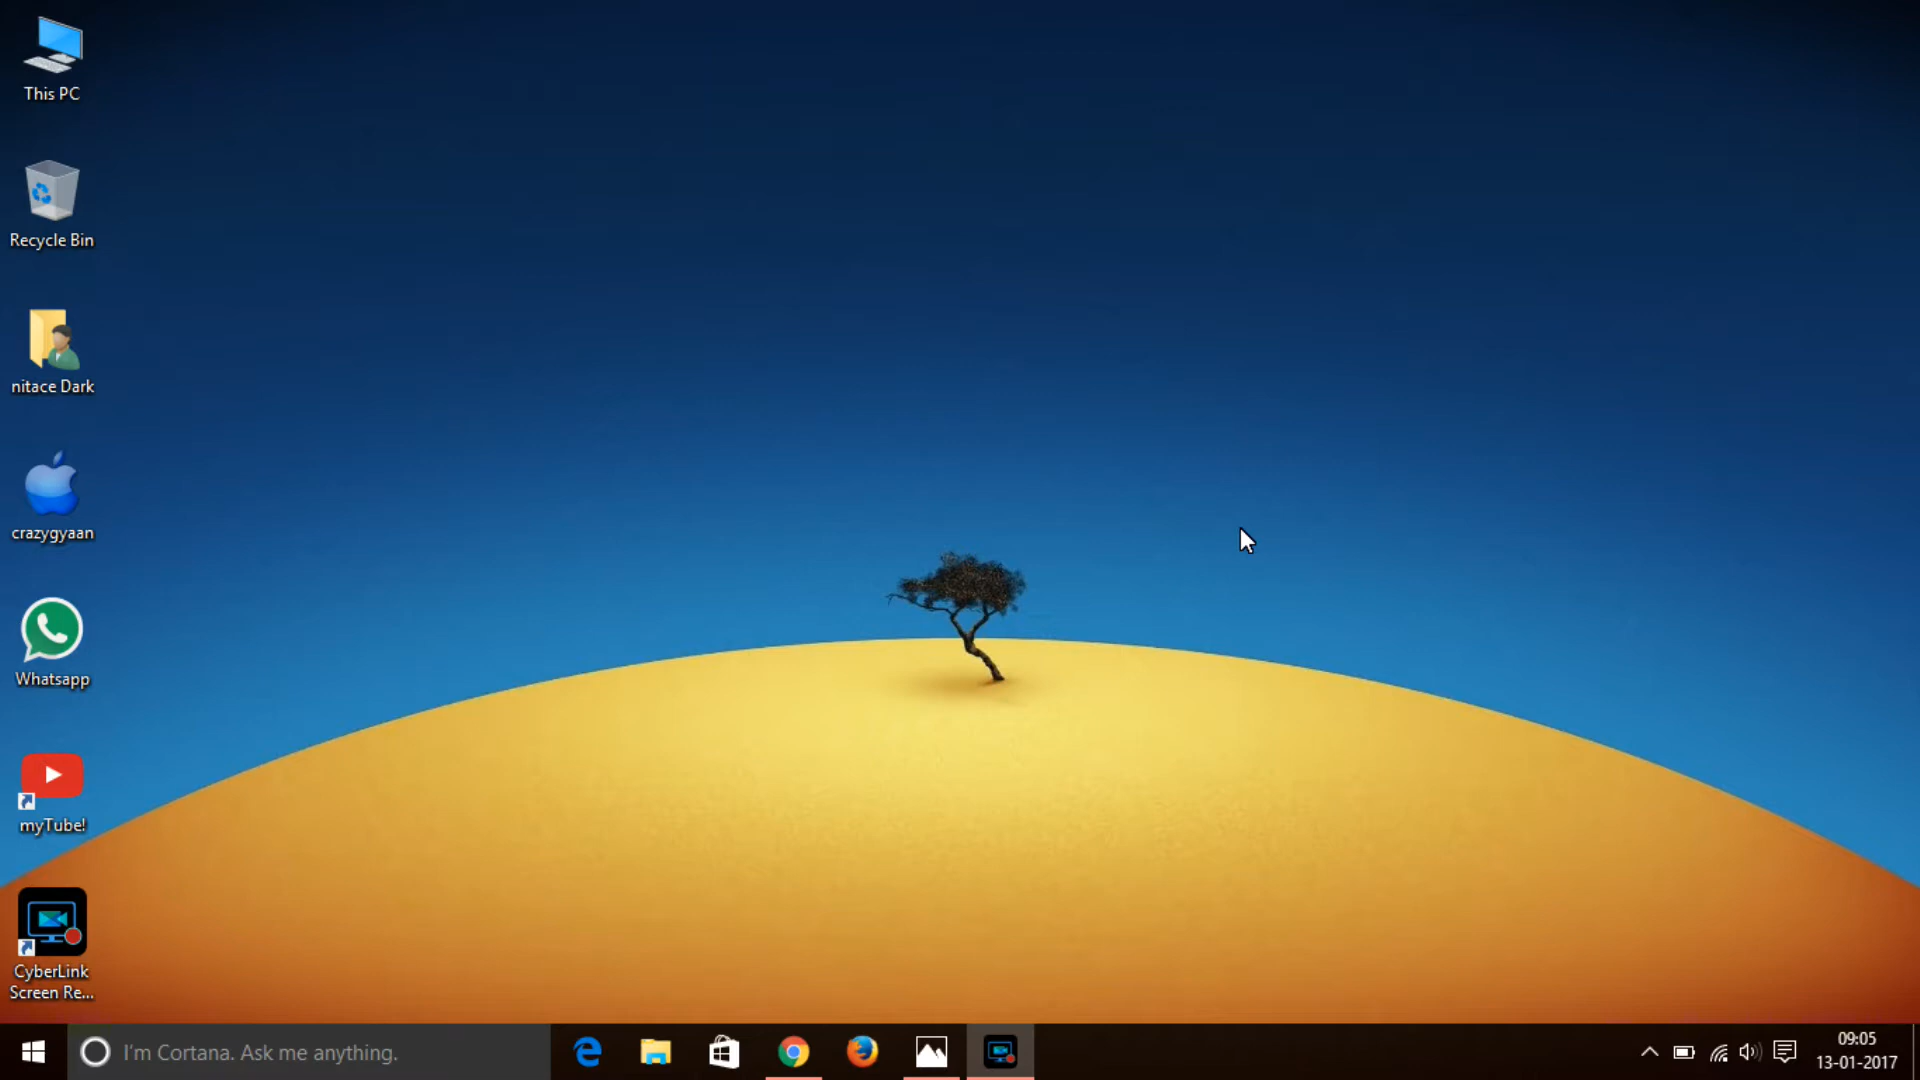 This PC
Recycle Bin
nitace Dark
crazygyaan
Whatsapp
myTube!
CyberLink
Screen Re...
I'm Cortana. Ask me anything.
09:05
13-01-2017